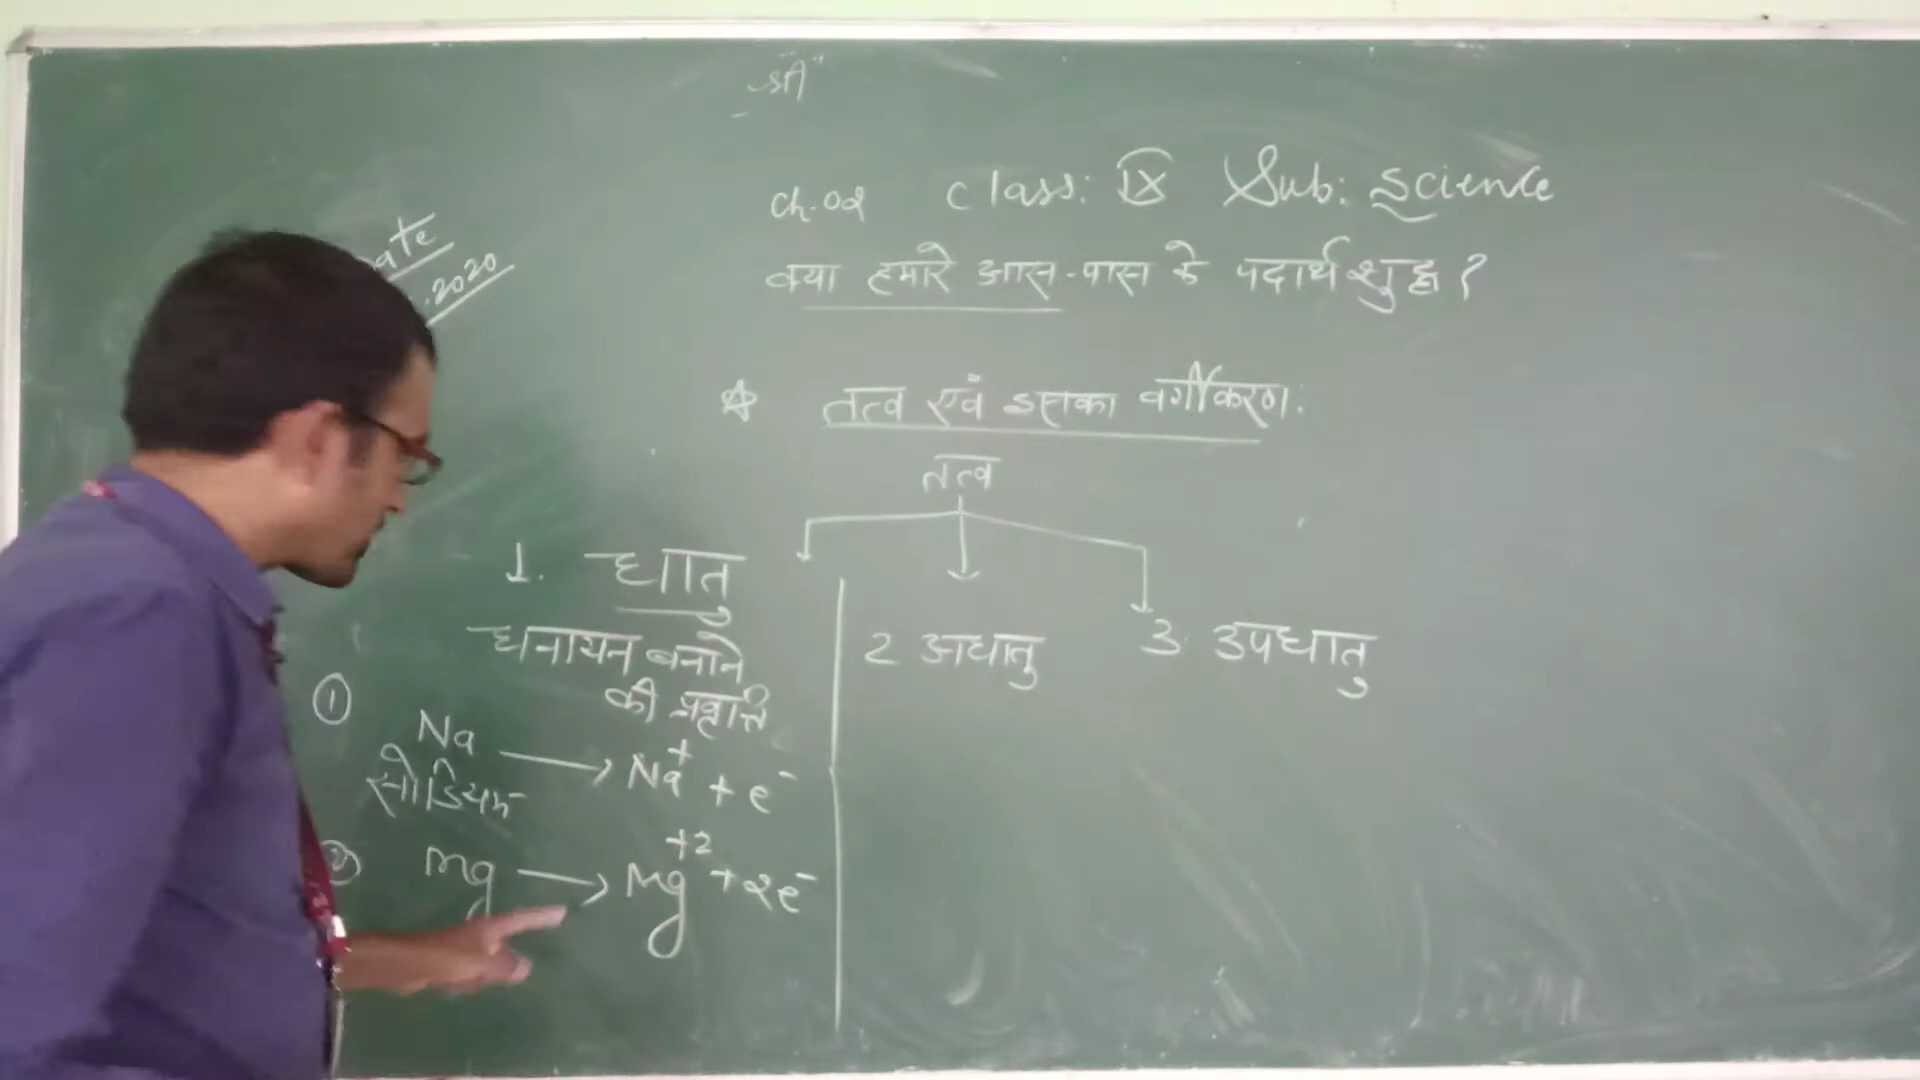 श्री
Date
.2020
Ch.02 Class: IX Sub: Science
क्या हमारे आस-पास के पदार्थ शुद्ध ?
तत्व एवं इसका वर्गीकरण:
तत्व
1. धातु
2 अधातु
3. उपधातु
धनायन बनाने
की प्रवृत्ति
① Na ⟶ Na⁺ + e⁻
सोडियम
② Mg ⟶ Mg⁺² + 2e⁻